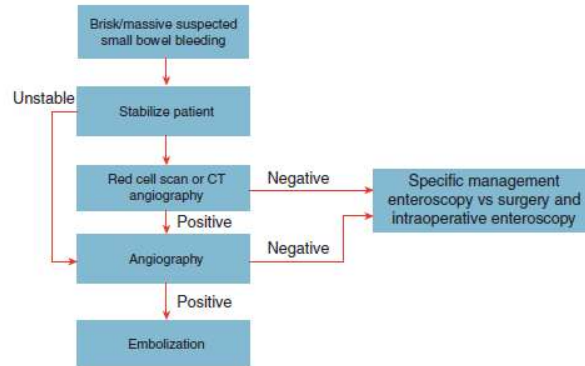 Brisk/massive suspected
small bowel bleeding
Unstable
Stabilize patient
Red cell scan or CT
angiography
Negative
Specific management
enteroscopy vs surgery and
intraoperative enteroscopy
Positive
Angiography
Negative
Positive
Embolization